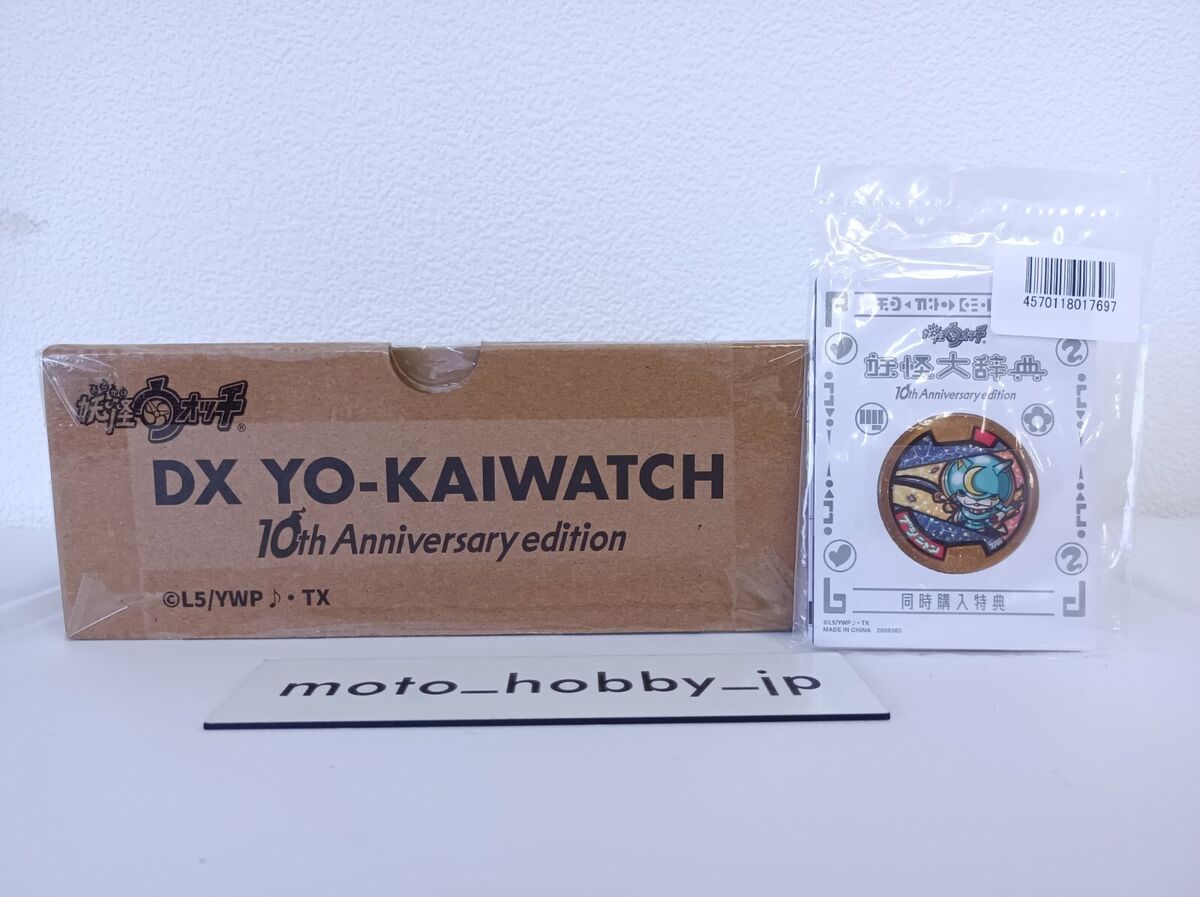 妖怪ウォッチ®
DX YO-KAIWATCH
10th Anniversary edition
©L5/YWP♪・TX
4570118017697
妖怪ウォッチ
妖怪大辞典
10th Anniversary edition
同時購入特典
©L5/YWP♪・TX
MADE IN CHINA 2669365
moto_hobby_jp